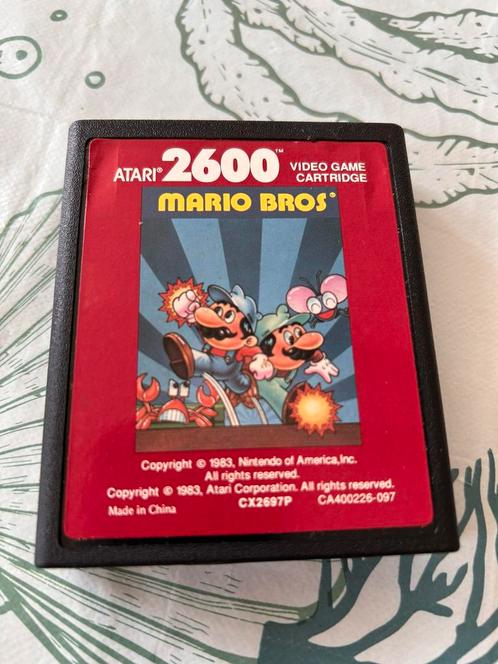 ATARI® 2600™ VIDEO GAME
CARTRIDGE
MARIO BROS®
Copyright © 1983, Nintendo of America, Inc.
All rights reserved.
Copyright © 1983, Atari Corporation. All rights reserved.
Made in China CX2697P CA400226-097